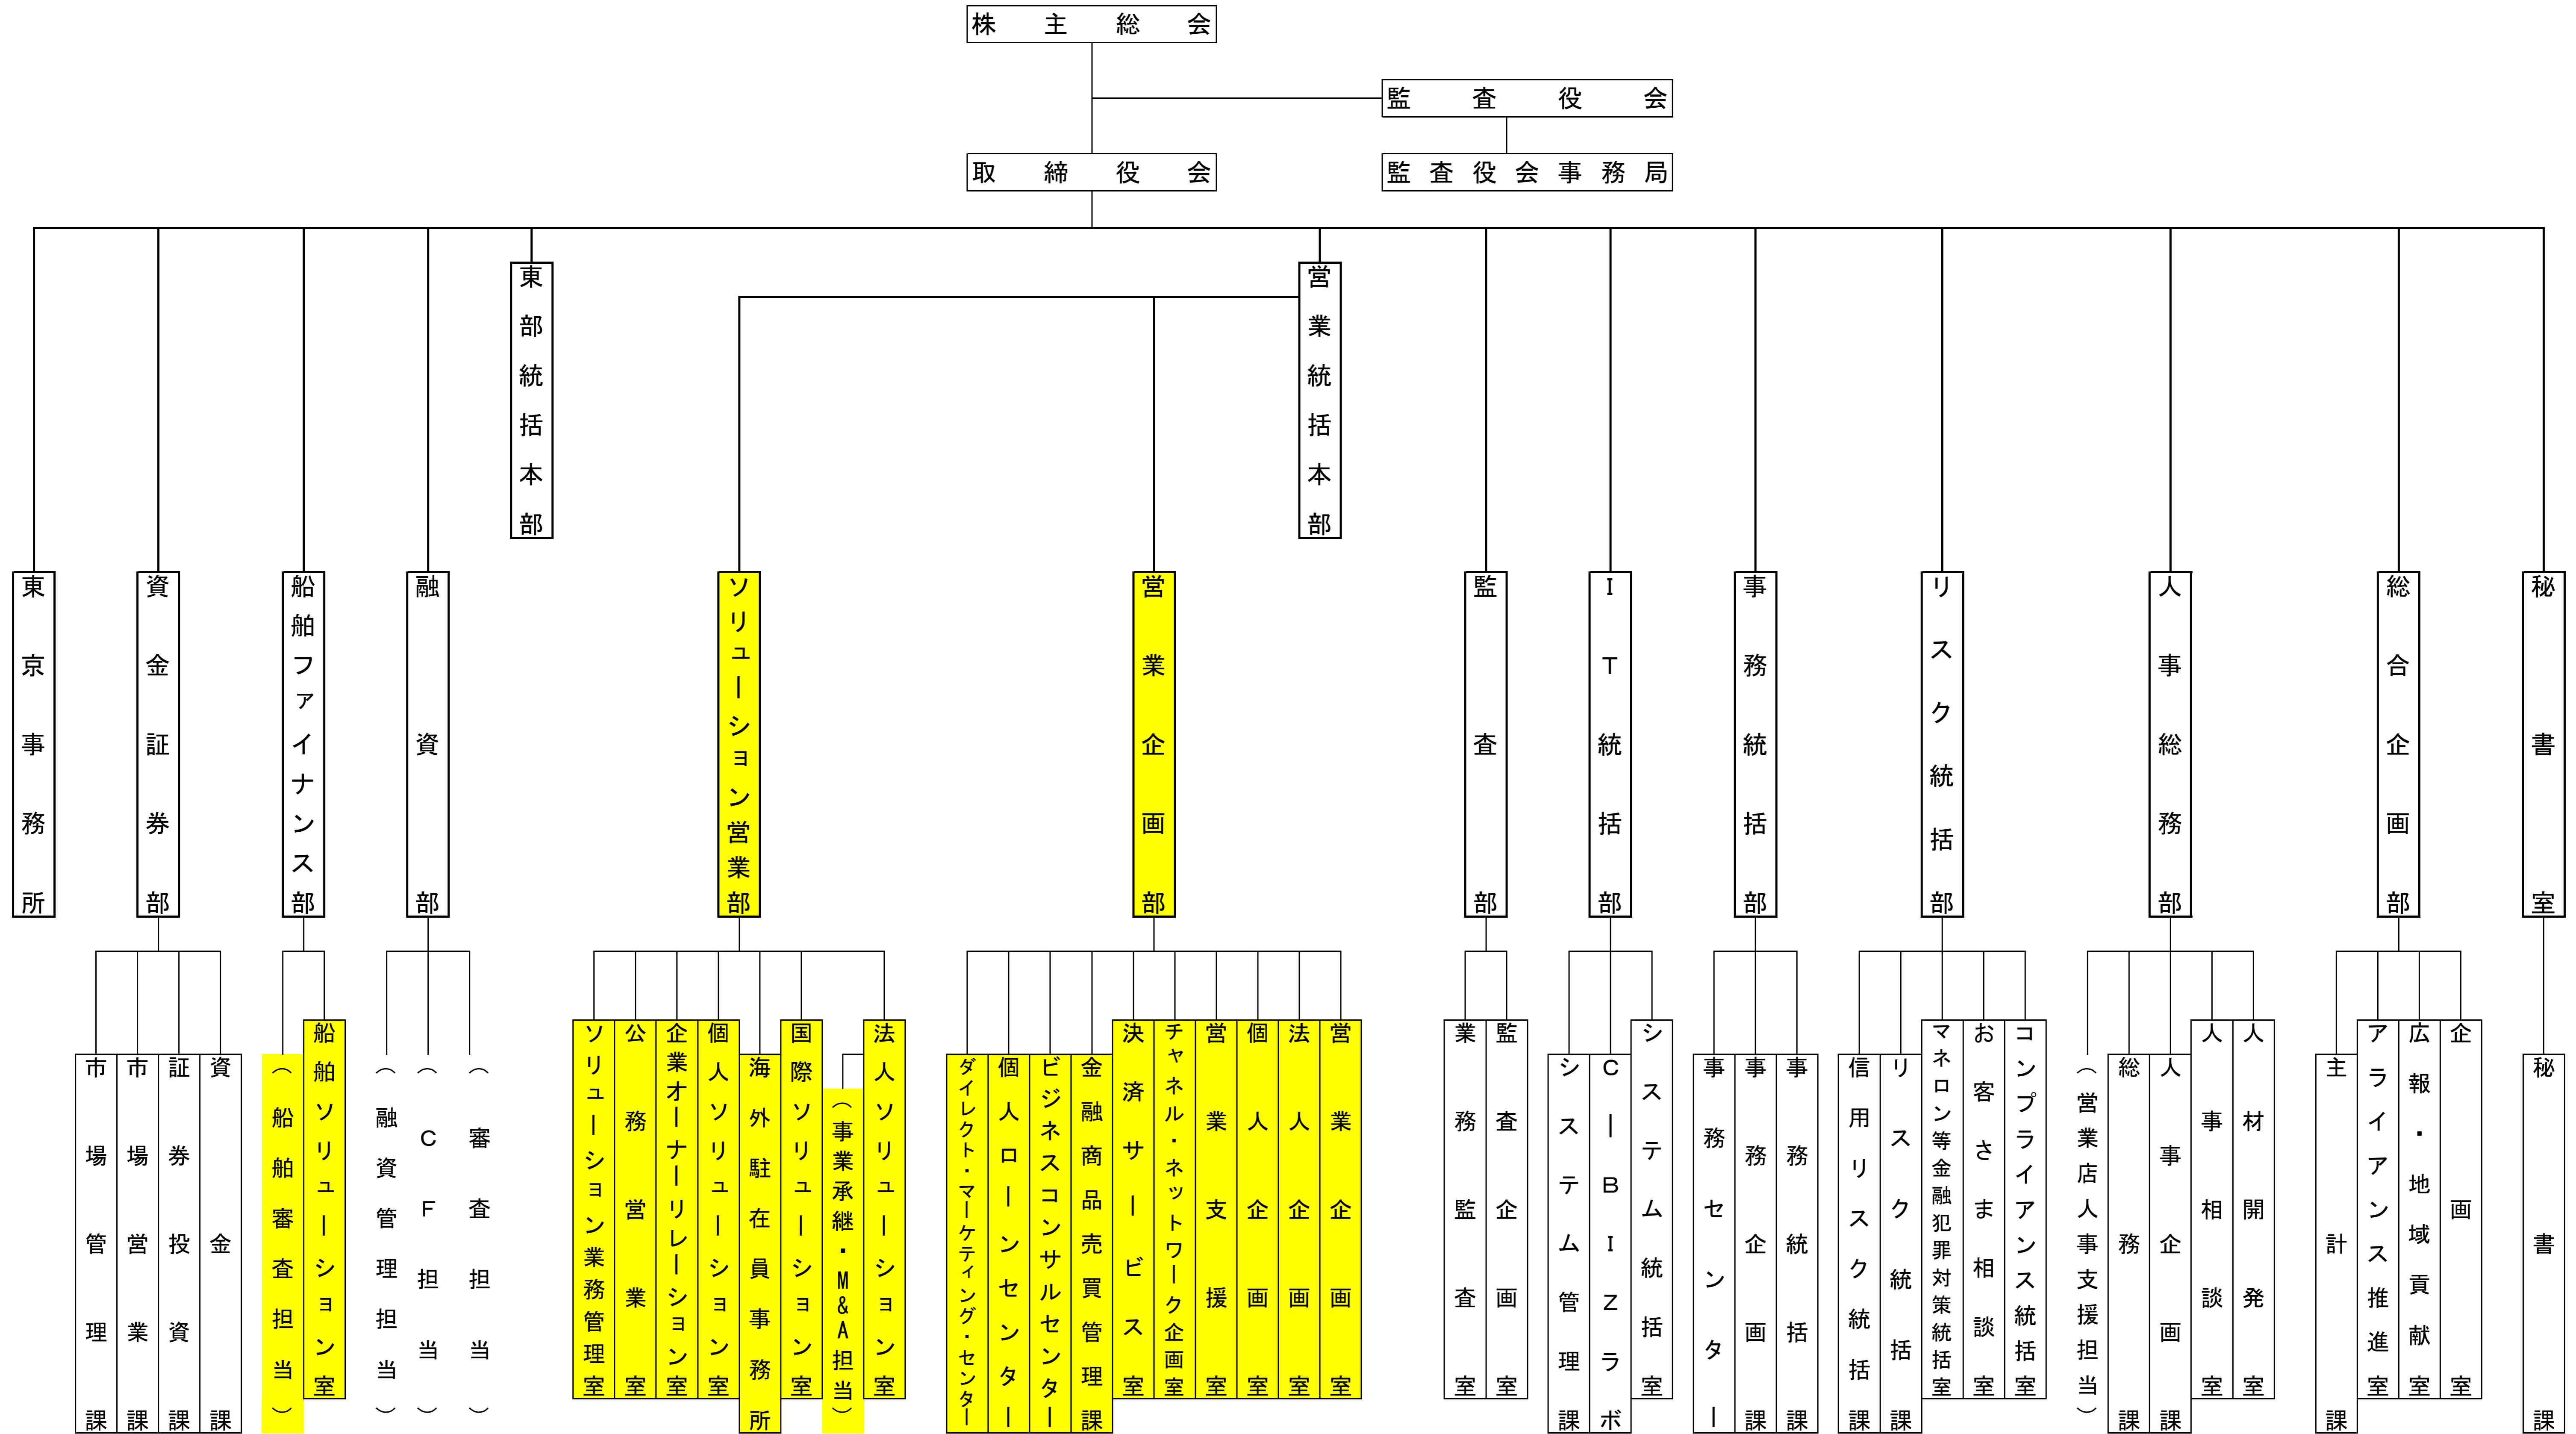 株主総会
監査役会
取締役会
監査役会事務局
東部統括本部
営業統括本部
東京事務所
資金証券部
船舶ファイナンス部
融資部
ソリューション営業部
営業企画部
監査部
IT統括部
事務統括部
リスク統括部
人事総務部
総合企画部
秘書室
市場管理課
市場営業課
証券投資課
資金課
（船舶審査担当）
船舶ソリューション室
（融資管理担当）
（CF担当）
（審査担当）
ソリューション業務管理室
公務営業室
企業オーナーリレーション室
個人ソリューション室
海外駐在員事務所
国際ソリューション室
（事業承継・M&A担当）
法人ソリューション室
ダイレクト・マーケティング・センター
個人ローンセンター
ビジネスコンサルセンター
金融商品売買管理課
決済サービス室
チャネル・ネットワーク企画室
営業支援室
個人企画室
法人企画室
営業企画室
業務監査室
監査企画室
システム管理課
C－BIZラボ
システム統括室
事務センター
事務企画課
事務統括課
信用リスク統括課
リスク統括課
マネロン等金融犯罪対策統括室
お客さま相談室
コンプライアンス統括室
（営業店人事支援担当）
総務課
人事企画課
人事相談室
人材開発室
主計課
アライアンス推進室
広報・地域貢献室
企画室
秘書課